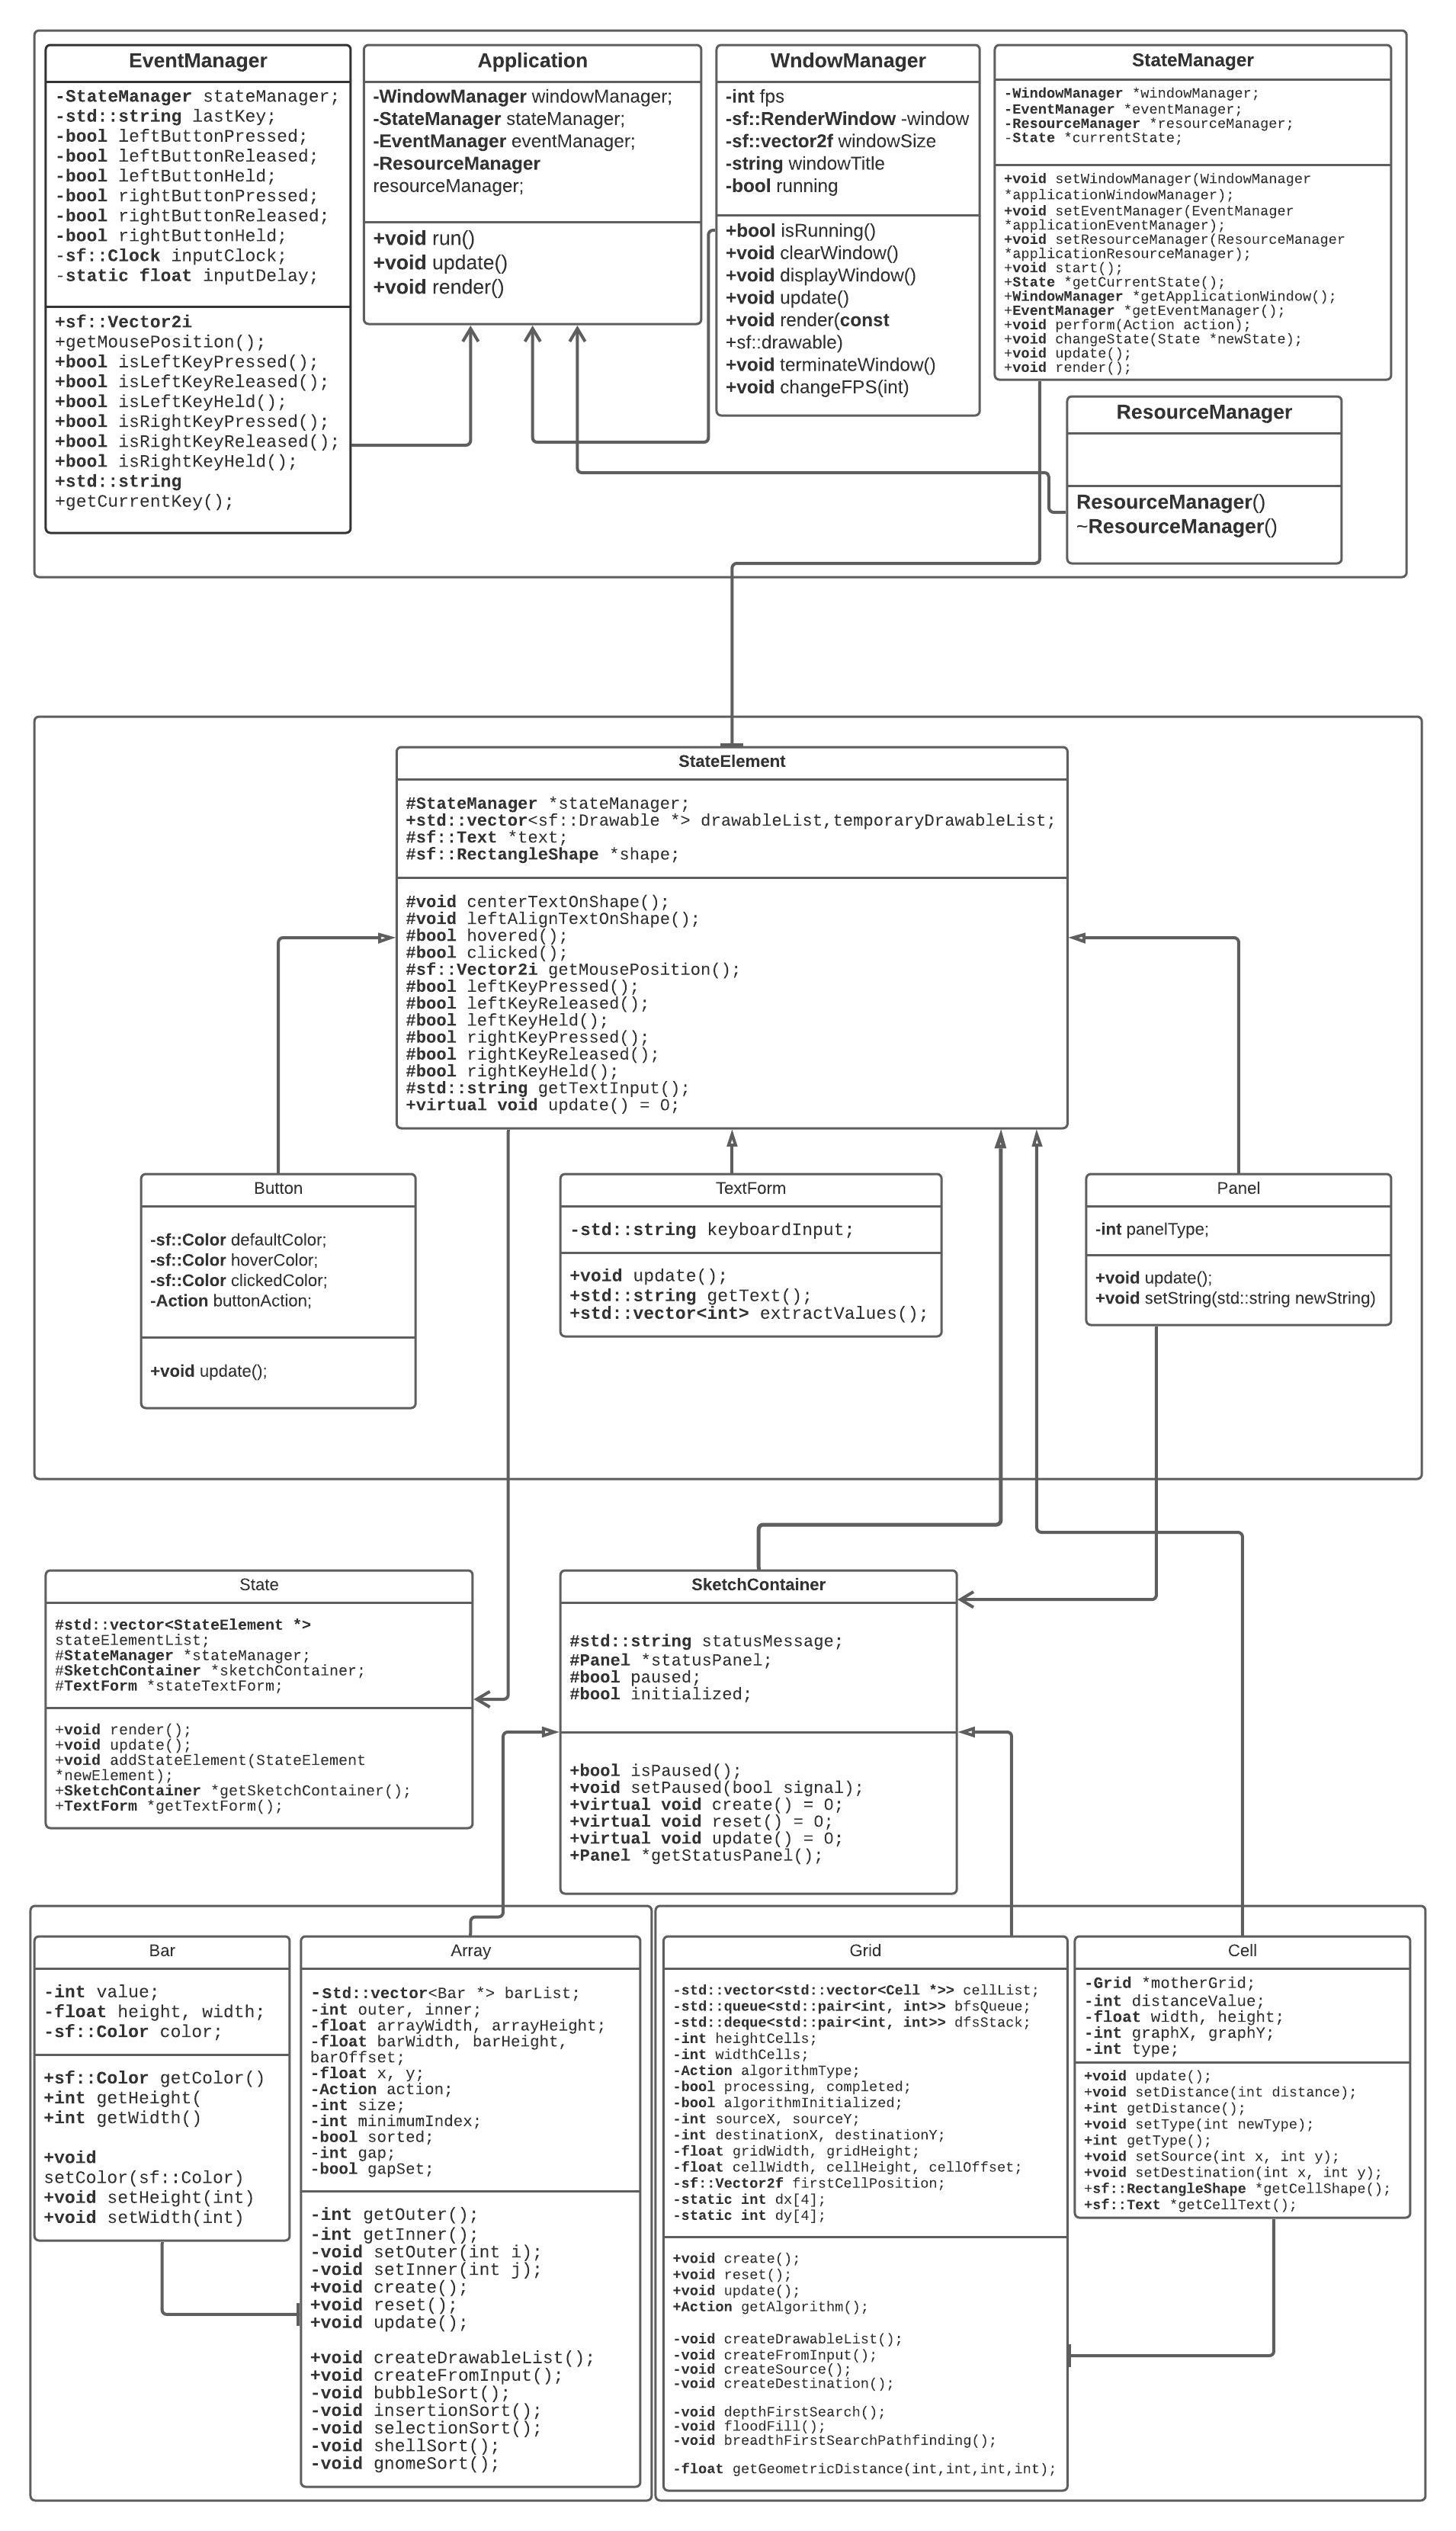 EventManager
-StateManager stateManager;
-std::string lastKey;
-bool leftButtonPressed;
-bool leftButtonReleased;
-bool leftButtonHeld;
-bool rightButtonPressed;
-bool rightButtonReleased;
-bool rightButtonHeld;
-sf::Clock inputClock;
-static float inputDelay;
+sf::Vector2i
+getMousePosition();
+bool isLeftKeyPressed();
+bool isLeftKeyReleased();
+bool isLeftKeyHeld();
+bool isRightKeyPressed();
+bool isRightKeyReleased();
+bool isRightKeyHeld();
+std::string
+getCurrentKey();
Application
-WindowManager windowManager;
-StateManager stateManager;
-EventManager eventManager;
-ResourceManager
resourceManager;
+void run()
+void update()
+void render()
WndowManager
-int fps
-sf::RenderWindow -window
-sf::vector2f windowSize
-string windowTitle
-bool running
+bool isRunning()
+void clearWindow()
+void displayWindow()
+void update()
+void render(const
+sf::drawable)
+void terminateWindow()
+void changeFPS(int)
StateManager
-WindowManager *windowManager;
-EventManager *eventManager;
-ResourceManager *resourceManager;
-State *currentState;
+void setWindowManager(WindowManager
*applicationWindowManager);
+void setEventManager(EventManager
*applicationEventManager);
+void setResourceManager(ResourceManager
*applicationResourceManager);
+void start();
+State *getCurrentState();
+WindowManager *getApplicationWindow();
+EventManager *getEventManager();
+void perform(Action action);
+void changeState(State *newState);
+void update();
+void render();
ResourceManager
ResourceManager()
~ResourceManager()
StateElement
#StateManager *stateManager;
+std::vector<sf::Drawable *> drawableList,temporaryDrawableList;
#sf::Text *text;
#sf::RectangleShape *shape;
#void centerTextOnShape();
#void leftAlignTextOnShape();
#bool hovered();
#bool clicked();
#sf::Vector2i getMousePosition();
#bool leftKeyPressed();
#bool leftKeyReleased();
#bool leftKeyHeld();
#bool rightKeyPressed();
#bool rightKeyReleased();
#bool rightKeyHeld();
#std::string getTextInput();
+virtual void update() = 0;
Button
-sf::Color defaultColor;
-sf::Color hoverColor;
-sf::Color clickedColor;
-Action buttonAction;
+void update();
TextForm
-std::string keyboardInput;
+void update();
+std::string getText();
+std::vector<int> extractValues();
Panel
-int panelType;
+void update();
+void setString(std::string newString)
State
#std::vector<StateElement *>
stateElementList;
#StateManager *stateManager;
#SketchContainer *sketchContainer;
#TextForm *stateTextForm;
+void render();
+void update();
+void addStateElement(StateElement
*newElement);
+SketchContainer *getSketchContainer();
+TextForm *getTextForm();
SketchContainer
#std::string statusMessage;
#Panel *statusPanel;
#bool paused;
#bool initialized;
+bool isPaused();
+void setPaused(bool signal);
+virtual void create() = 0;
+virtual void reset() = 0;
+virtual void update() = 0;
+Panel *getStatusPanel();
Bar
-int value;
-float height, width;
-sf::Color color;
+sf::Color getColor()
+int getHeight(
+int getWidth()
+void
setColor(sf::Color)
+void setHeight(int)
+void setWidth(int)
Array
-Std::vector<Bar *> barList;
-int outer, inner;
-float arrayWidth, arrayHeight;
-float barWidth, barHeight,
barOffset;
-float x, y;
-Action action;
-int size;
-int minimumIndex;
-bool sorted;
-int gap;
-bool gapSet;
-int getOuter();
-int getInner();
-void setOuter(int i);
-void setInner(int j);
+void create();
+void reset();
+void update();
+void createDrawableList();
+void createFromInput();
-void bubbleSort();
-void insertionSort();
-void selectionSort();
-void shellSort();
-void gnomeSort();
Grid
-std::vector<std::vector<Cell *>> cellList;
-std::queue<std::pair<int, int>> bfsQueue;
-std::deque<std::pair<int, int>> dfsStack;
-int heightCells;
-int widthCells;
-Action algorithmType;
-bool processing, completed;
-bool algorithmInitialized;
-int sourceX, sourceY;
-int destinationX, destinationY;
-float gridWidth, gridHeight;
-float cellWidth, cellHeight, cellOffset;
-sf::Vector2f firstCellPosition;
-static int dx[4];
-static int dy[4];
+void create();
+void reset();
+void update();
+Action getAlgorithm();
-void createDrawableList();
-void createFromInput();
-void createSource();
-void createDestination();
-void depthFirstSearch();
-void floodFill();
-void breadthFirstSearchPathfinding();
-float getGeometricDistance(int,int,int,int);
Cell
-Grid *motherGrid;
-int distanceValue;
-float width, height;
-int graphX, graphY;
-int type;
+void update();
+void setDistance(int distance);
+int getDistance();
+void setType(int newType);
+int getType();
+void setSource(int x, int y);
+void setDestination(int x, int y);
+sf::RectangleShape *getCellShape();
+sf::Text *getCellText();